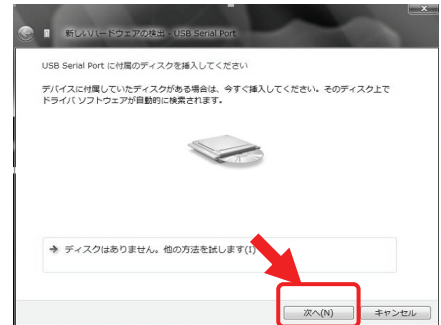 新しいハードウェアの検出 - USB Serial Port
USB Serial Port に付属のディスクを挿入してください
デバイスに付属していたディスクがある場合は、今すぐ挿入してください。そのディスク上で
ドライバ ソフトウェアが自動的に検索されます。
ディスクはありません。他の方法を試します(I)
次へ(N)
キャンセル